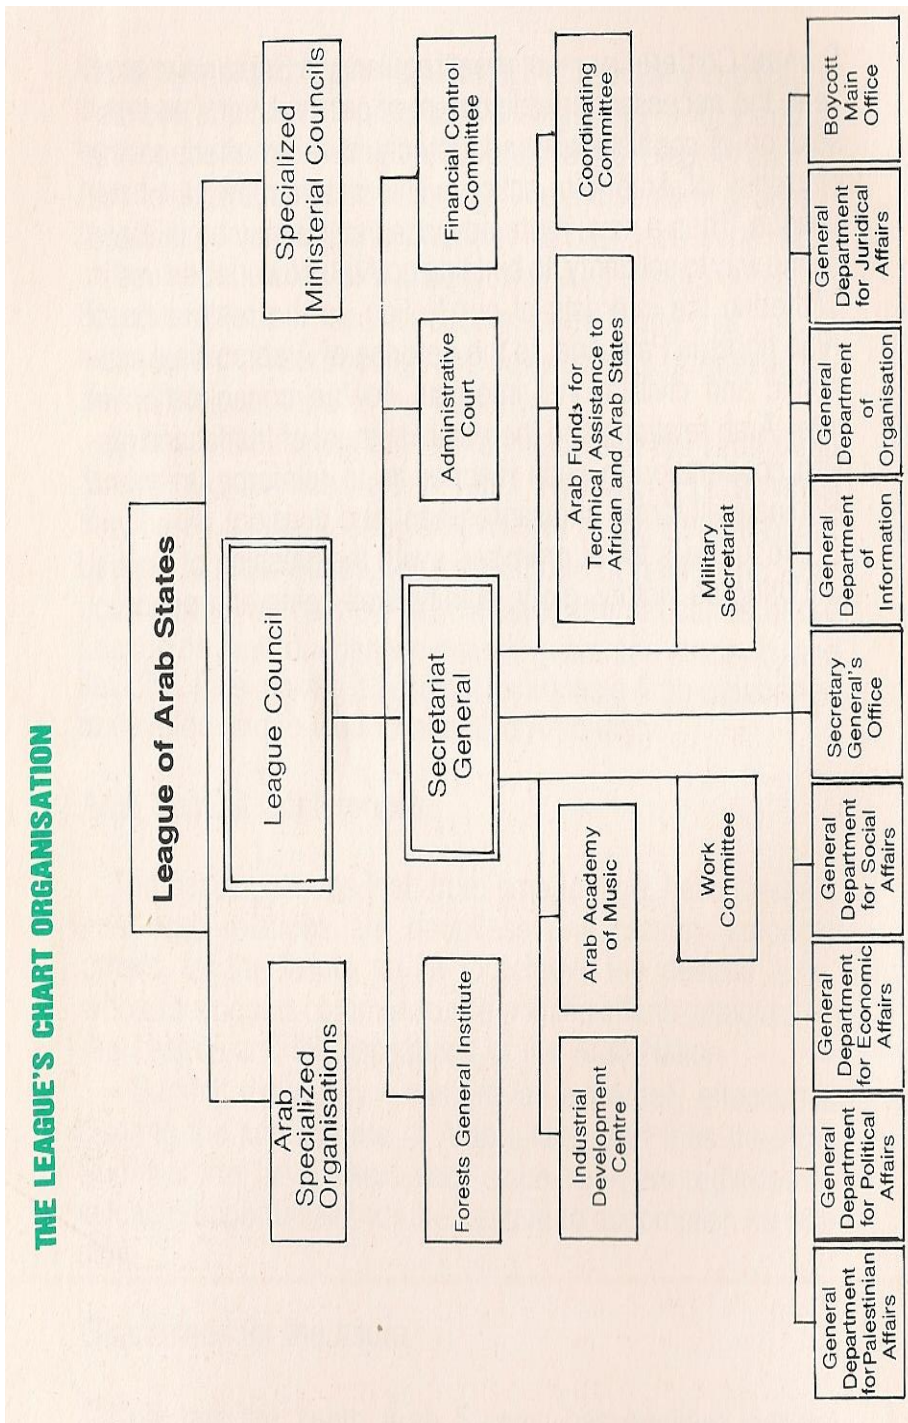 THE LEAGUE'S CHART ORGANISATION
League of Arab States
League Council
Arab
Specialized
Organisations
Specialized
Ministerial Councils
Secretariat
General
Forests General Institute
Administrative
Court
Financial Control
Committee
Industrial
Development
Centre
Arab Academy
of Music
Arab Funds for
Technical Assistance to
African and Arab States
Coordinating
Committee
Work
Committee
Military
Secretariat
General
Department
for Palestinian
Affairs
General
Department
for Political
Affairs
General
Department
for Economic
Affairs
General
Department
for Social
Affairs
Secretary
General's
Office
General
Department
of
Information
General
Department
of
Organisation
General
Department
for Juridical
Affairs
Boycott
Main
Office